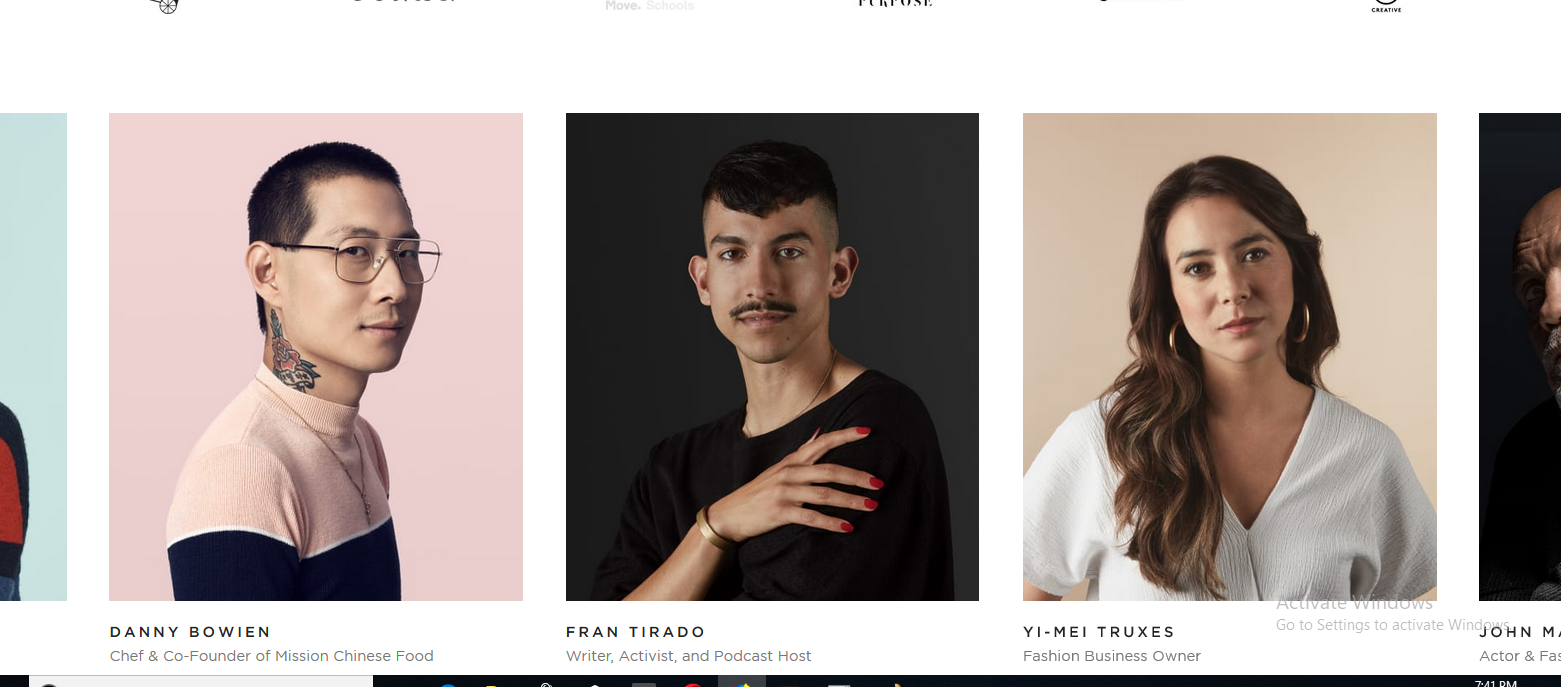 Move. Schools
PURPOSE
CREATIVE
DANNY BOWIEN
Chef & Co-Founder of Mission Chinese Food
FRAN TIRADO
Writer, Activist, and Podcast Host
YI-MEI TRUXES
Fashion Business Owner
Activate Windows
Go to Settings to activate Windows.
JOHN MA
Actor & Fas
7:41 PM